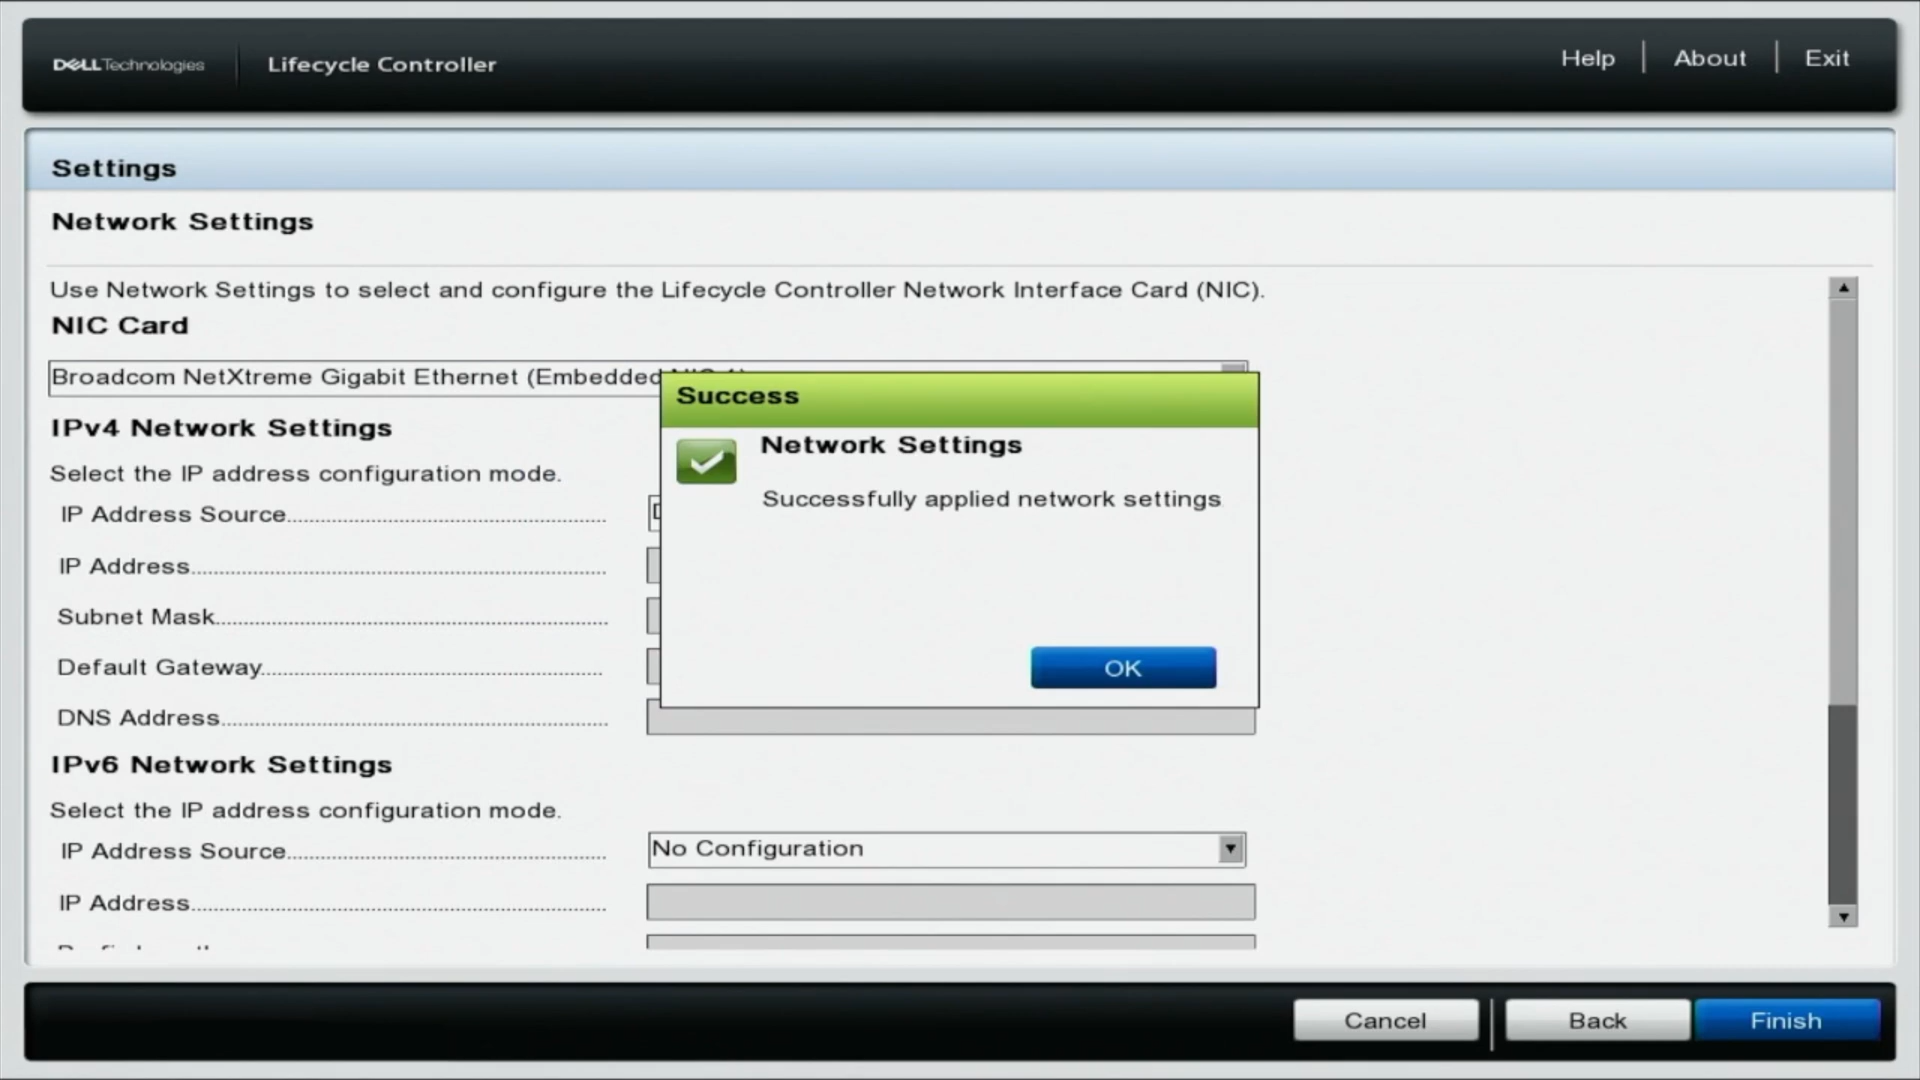 DELLTechnologies
Lifecycle Controller
Help
About
Exit
Settings
Network Settings
Use Network Settings to select and configure the Lifecycle Controller Network Interface Card (NIC).
NIC Card
Broadcom NetXtreme Gigabit Ethernet (Embedded
Success
Network Settings
Successfully applied network settings
OK
IPv4 Network Settings
Select the IP address configuration mode.
IP Address Source
IP Address
Subnet Mask
Default Gateway
DNS Address
IPv6 Network Settings
Select the IP address configuration mode.
IP Address Source
No Configuration
IP Address
Cancel
Back
Finish